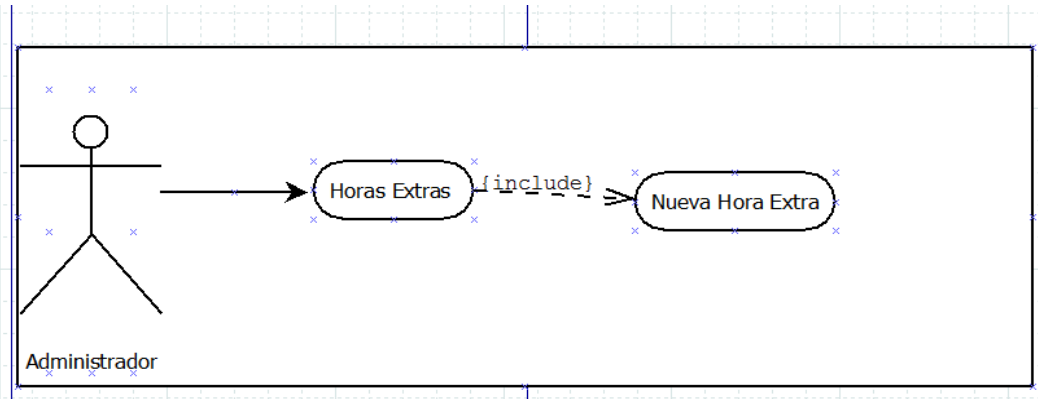 Horas Extras
{include}
Nueva Hora Extra
Administrador